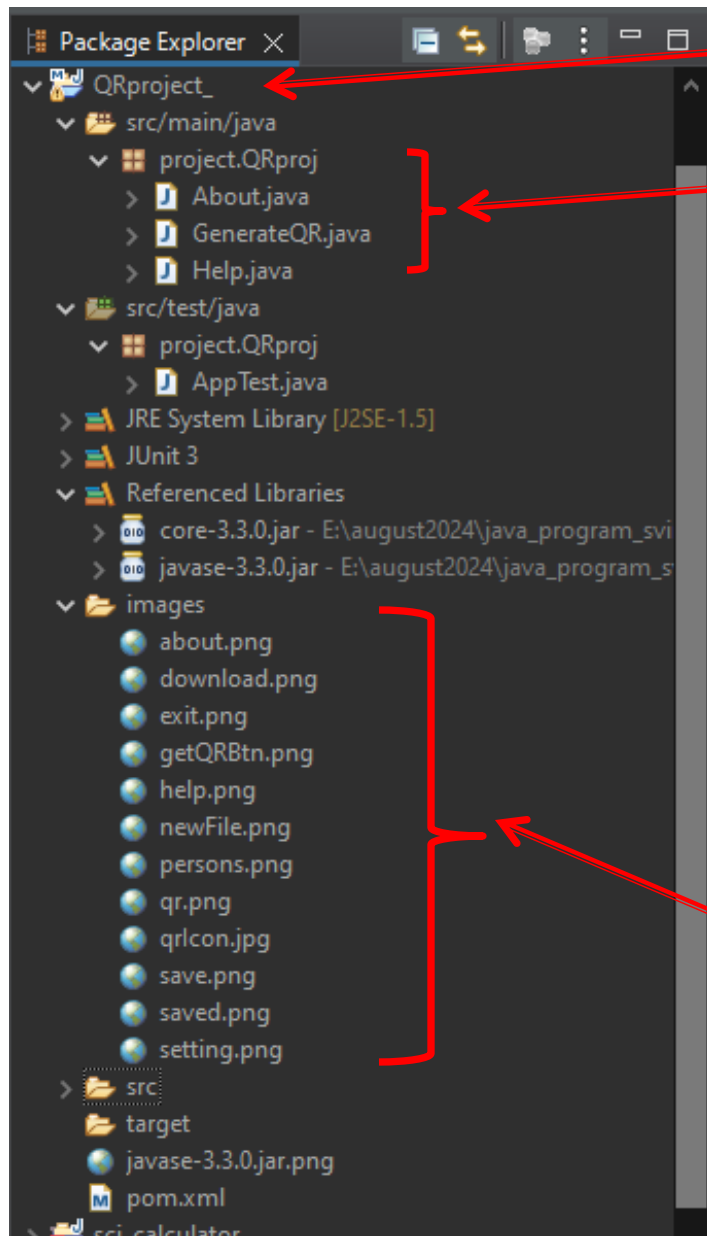 Package Explorer
QRproject_
src/main/java
project.QRproj
About.java
GenerateQR.java
Help.java
src/test/java
project.QRproj
AppTest.java
JRE System Library [J2SE-1.5]
JUnit 3
Referenced Libraries
core-3.3.0.jar - E:\august2024\java_program_svi
javase-3.3.0.jar - E:\august2024\java_program_s
images
about.png
download.png
exit.png
getQRBtn.png
help.png
newFile.png
persons.png
qr.png
qrIcon.jpg
save.png
saved.png
setting.png
src
target
javase-3.3.0.jar.png
pom.xml
sci_calculator